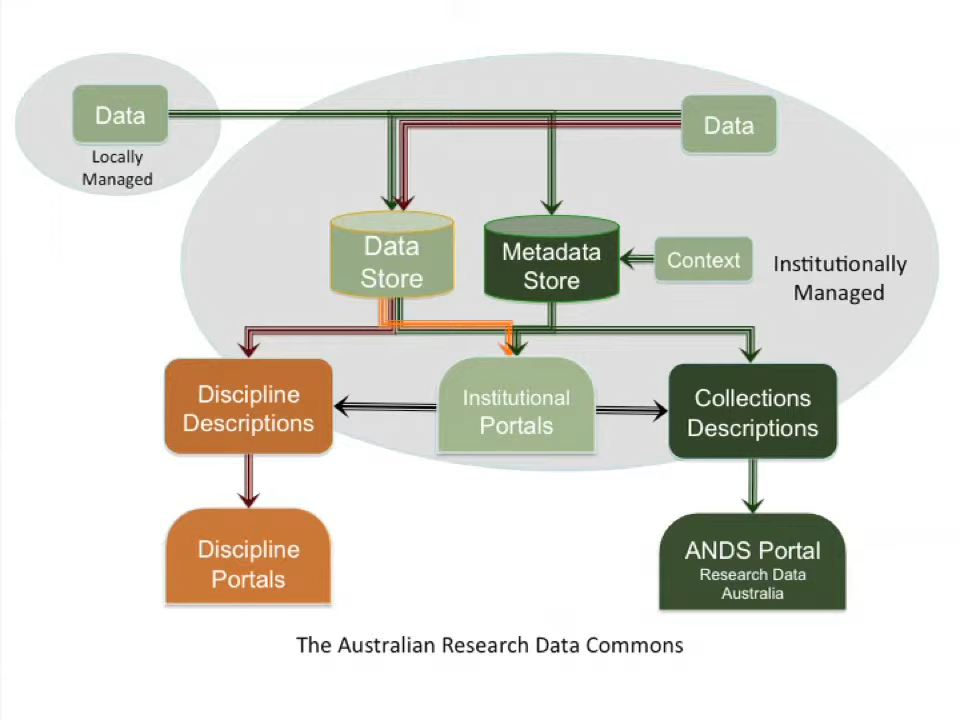 Data
Locally
Managed
Data
Data
Store
Metadata
Store
Context
Institutionally
Managed
Discipline
Descriptions
Institutional
Portals
Collections
Descriptions
Discipline
Portals
ANDS Portal
Research Data
Australia
The Australian Research Data Commons